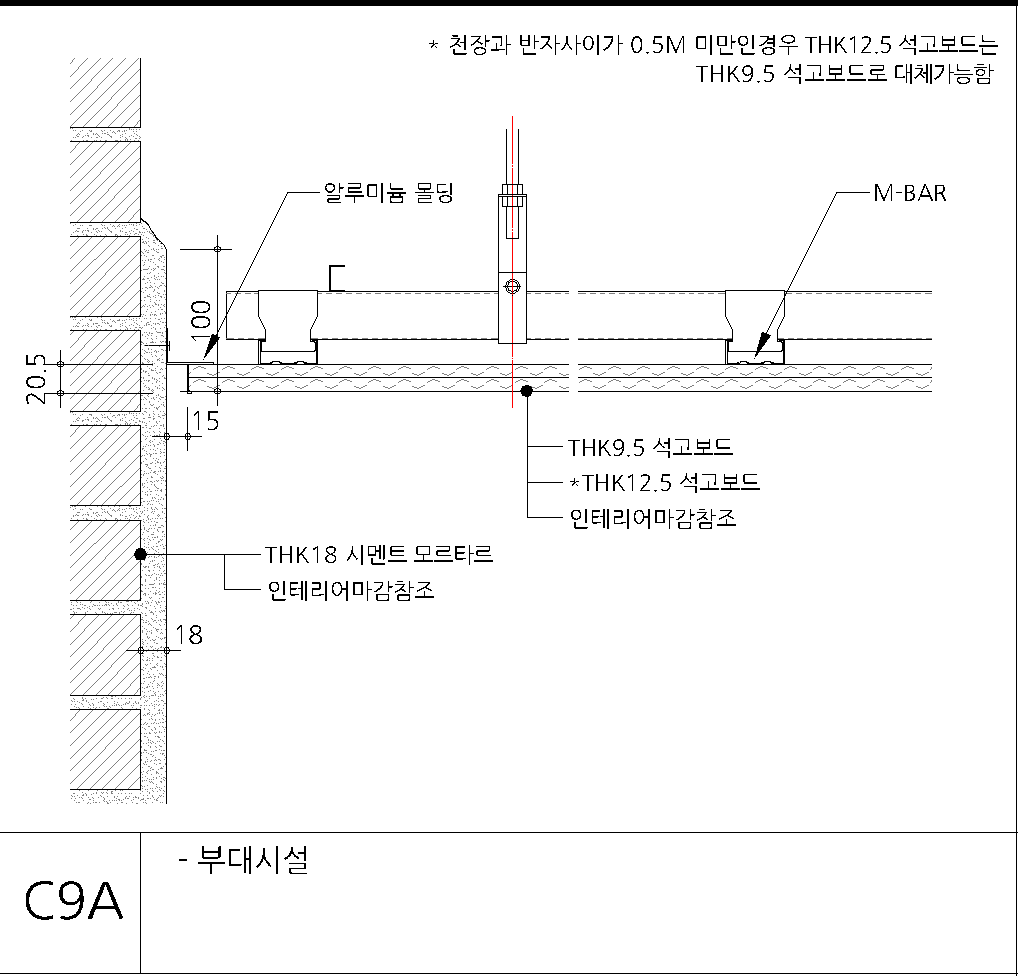 * 천장과 반자사이가 0.5M 미만인경우 THK12.5 석고보드는
THK9.5 석고보드로 대체가능함
알루미늄 몰딩
M-BAR
100
20.5
15
THK9.5 석고보드
*THK12.5 석고보드
인테리어마감참조
THK18 시멘트 모르타르
인테리어마감참조
18
- 부대시설
C9A